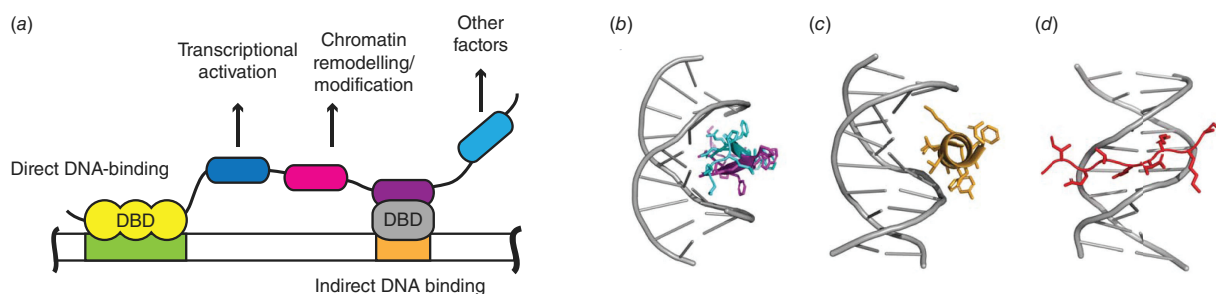 (a)
Transcriptional
activation
Chromatin
remodelling/
modification
Other
factors
Direct DNA-binding
DBD
DBD
Indirect DNA binding
(b)
(c)
(d)